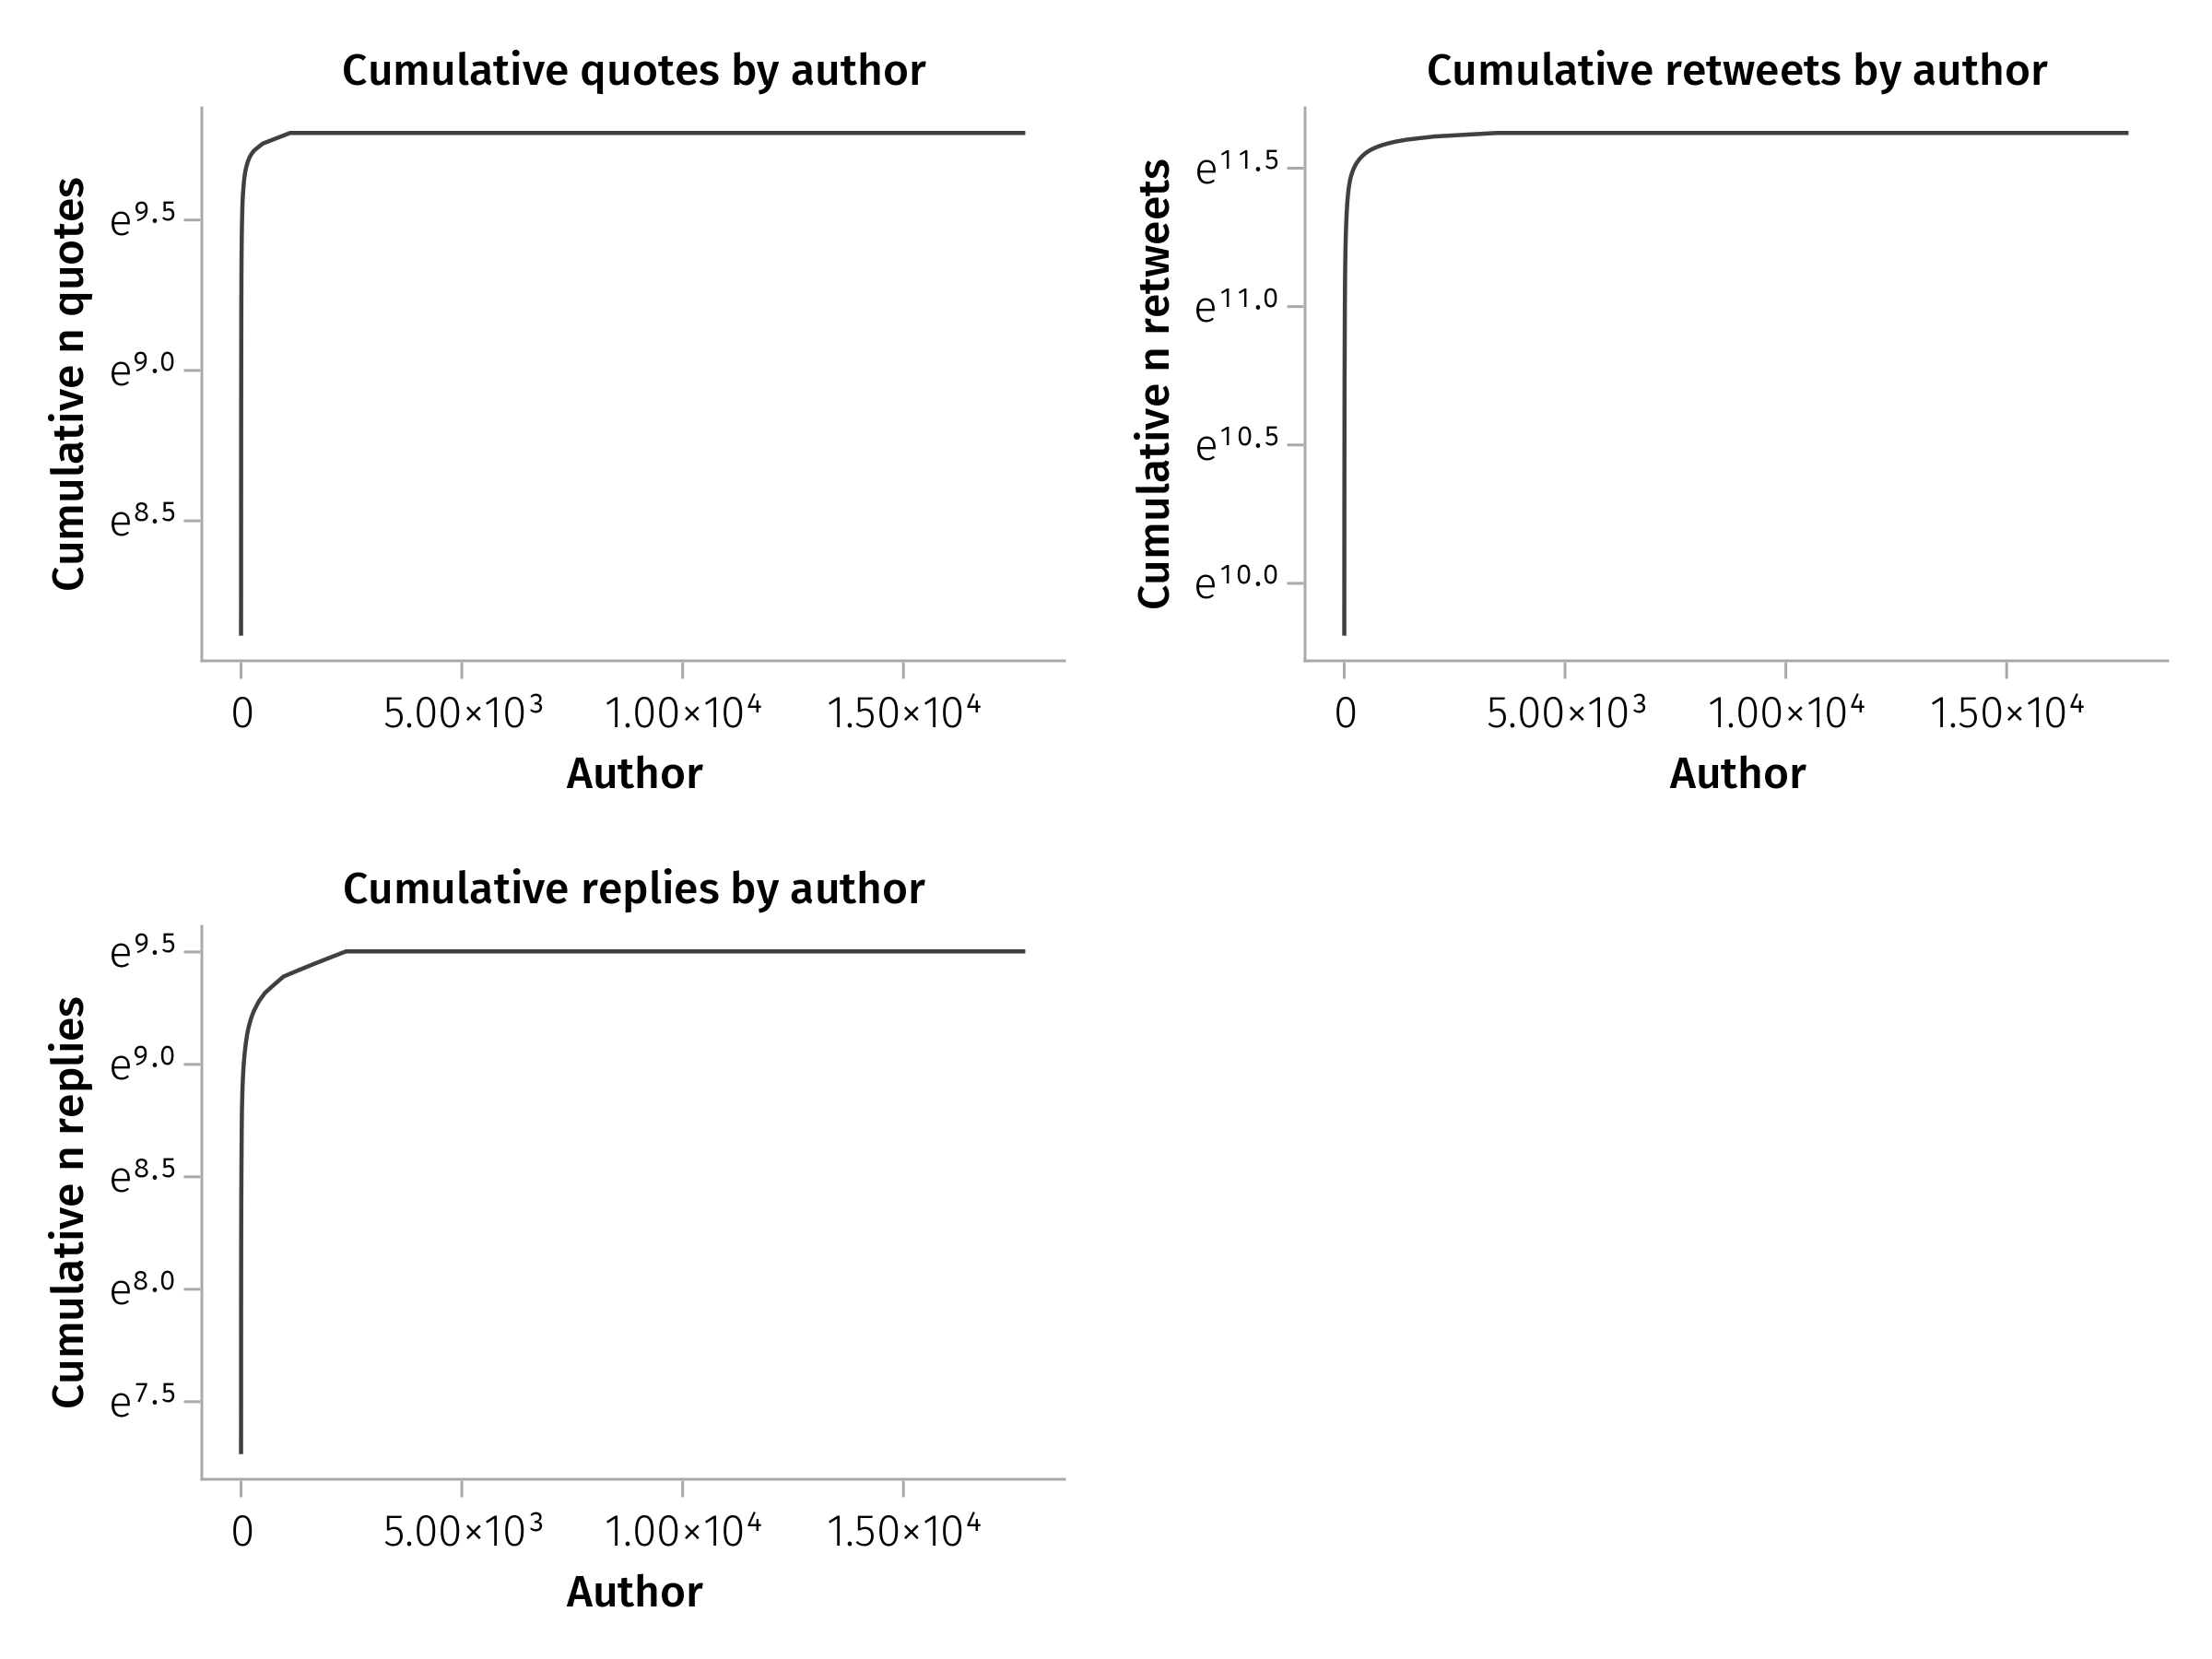 Cumulative quotes by author
Cumulative n quotes
e⁹·⁵
e⁹·⁰
e⁸·⁵
0
5.00×10³
1.00×10⁴
1.50×10⁴
Author
Cumulative retweets by author
Cumulative n retweets
e¹¹·⁵
e¹¹·⁰
e¹⁰·⁵
e¹⁰·⁰
0
5.00×10³
1.00×10⁴
1.50×10⁴
Author
Cumulative replies by author
Cumulative n replies
e⁹·⁵
e⁹·⁰
e⁸·⁵
e⁸·⁰
e⁷·⁵
0
5.00×10³
1.00×10⁴
1.50×10⁴
Author